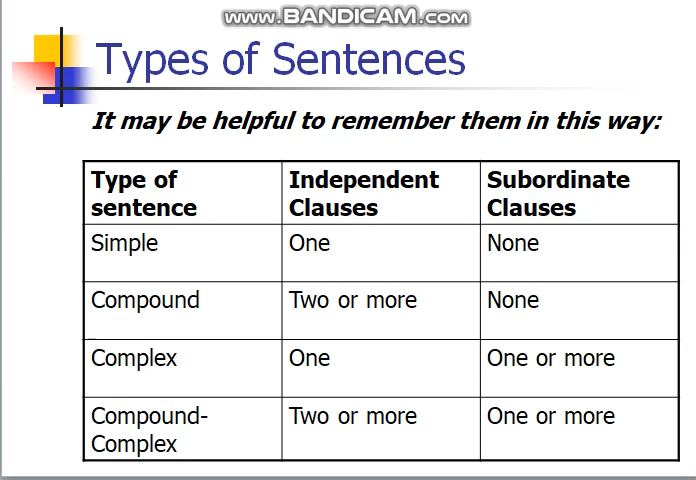 www.BANDICAM.com
Types of Sentences
It may be helpful to remember them in this way:
Type of sentence Independent Clauses Subordinate Clauses
Simple One None
Compound Two or more None
Complex One One or more
Compound-Complex Two or more One or more